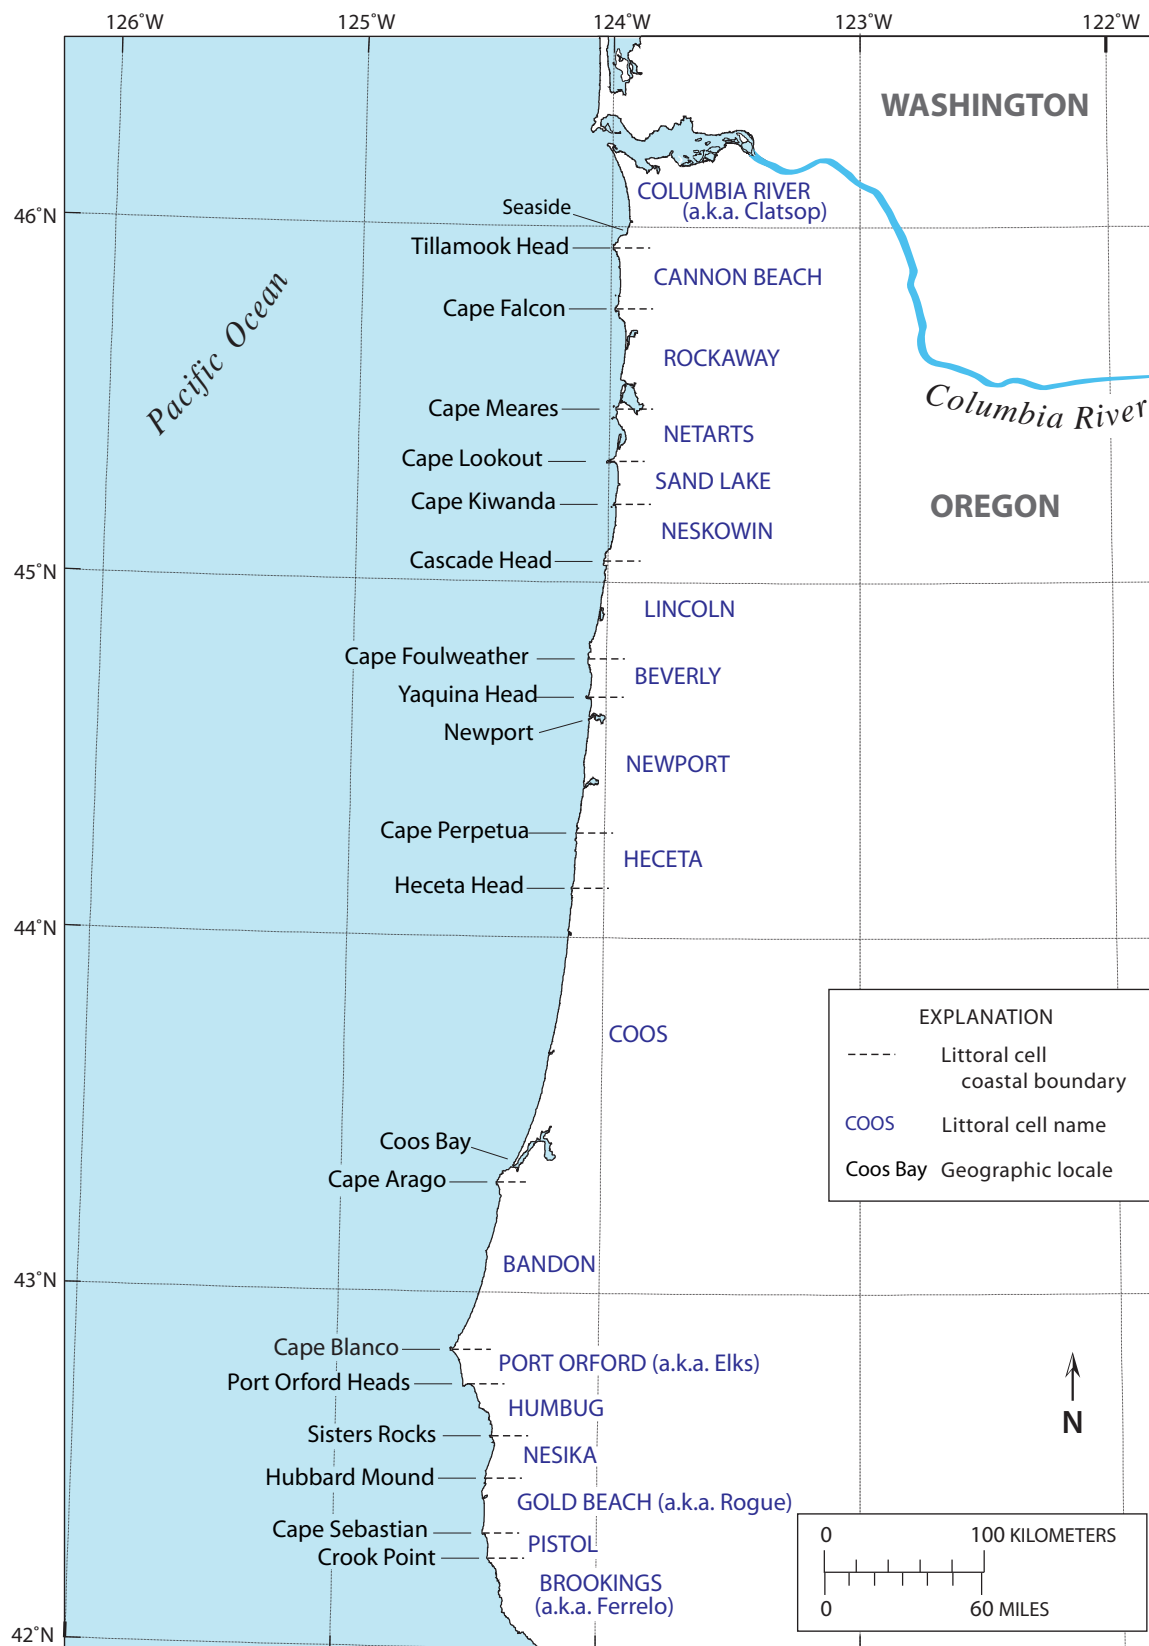 126°W 125°W 124°W 123°W 122°W
WASHINGTON
COLUMBIA RIVER
(a.k.a. Clatsop)
46°N
Seaside
Tillamook Head
CANNON BEACH
Cape Falcon
Pacific Ocean
ROCKAWAY
Columbia River
Cape Meares
NETARTS
Cape Lookout
SAND LAKE
Cape Kiwanda
OREGON
NESKOWIN
Cascade Head
45°N
LINCOLN
Cape Foulweather
BEVERLY
Yaquina Head
Newport
NEWPORT
Cape Perpetua
HECETA
Heceta Head
44°N
COOS
EXPLANATION
Littoral cell
coastal boundary
COOS Littoral cell name
Coos Bay Geographic locale
Coos Bay
Cape Arago
BANDON
43°N
Cape Blanco
PORT ORFORD (a.k.a. Elks)
Port Orford Heads
HUMBUG
N
Sisters Rocks
NESIKA
Hubbard Mound
GOLD BEACH (a.k.a. Rogue)
Cape Sebastian
PISTOL
Crook Point
BROOKINGS
(a.k.a. Ferrelo)
0 100 KILOMETERS
0 60 MILES
42°N